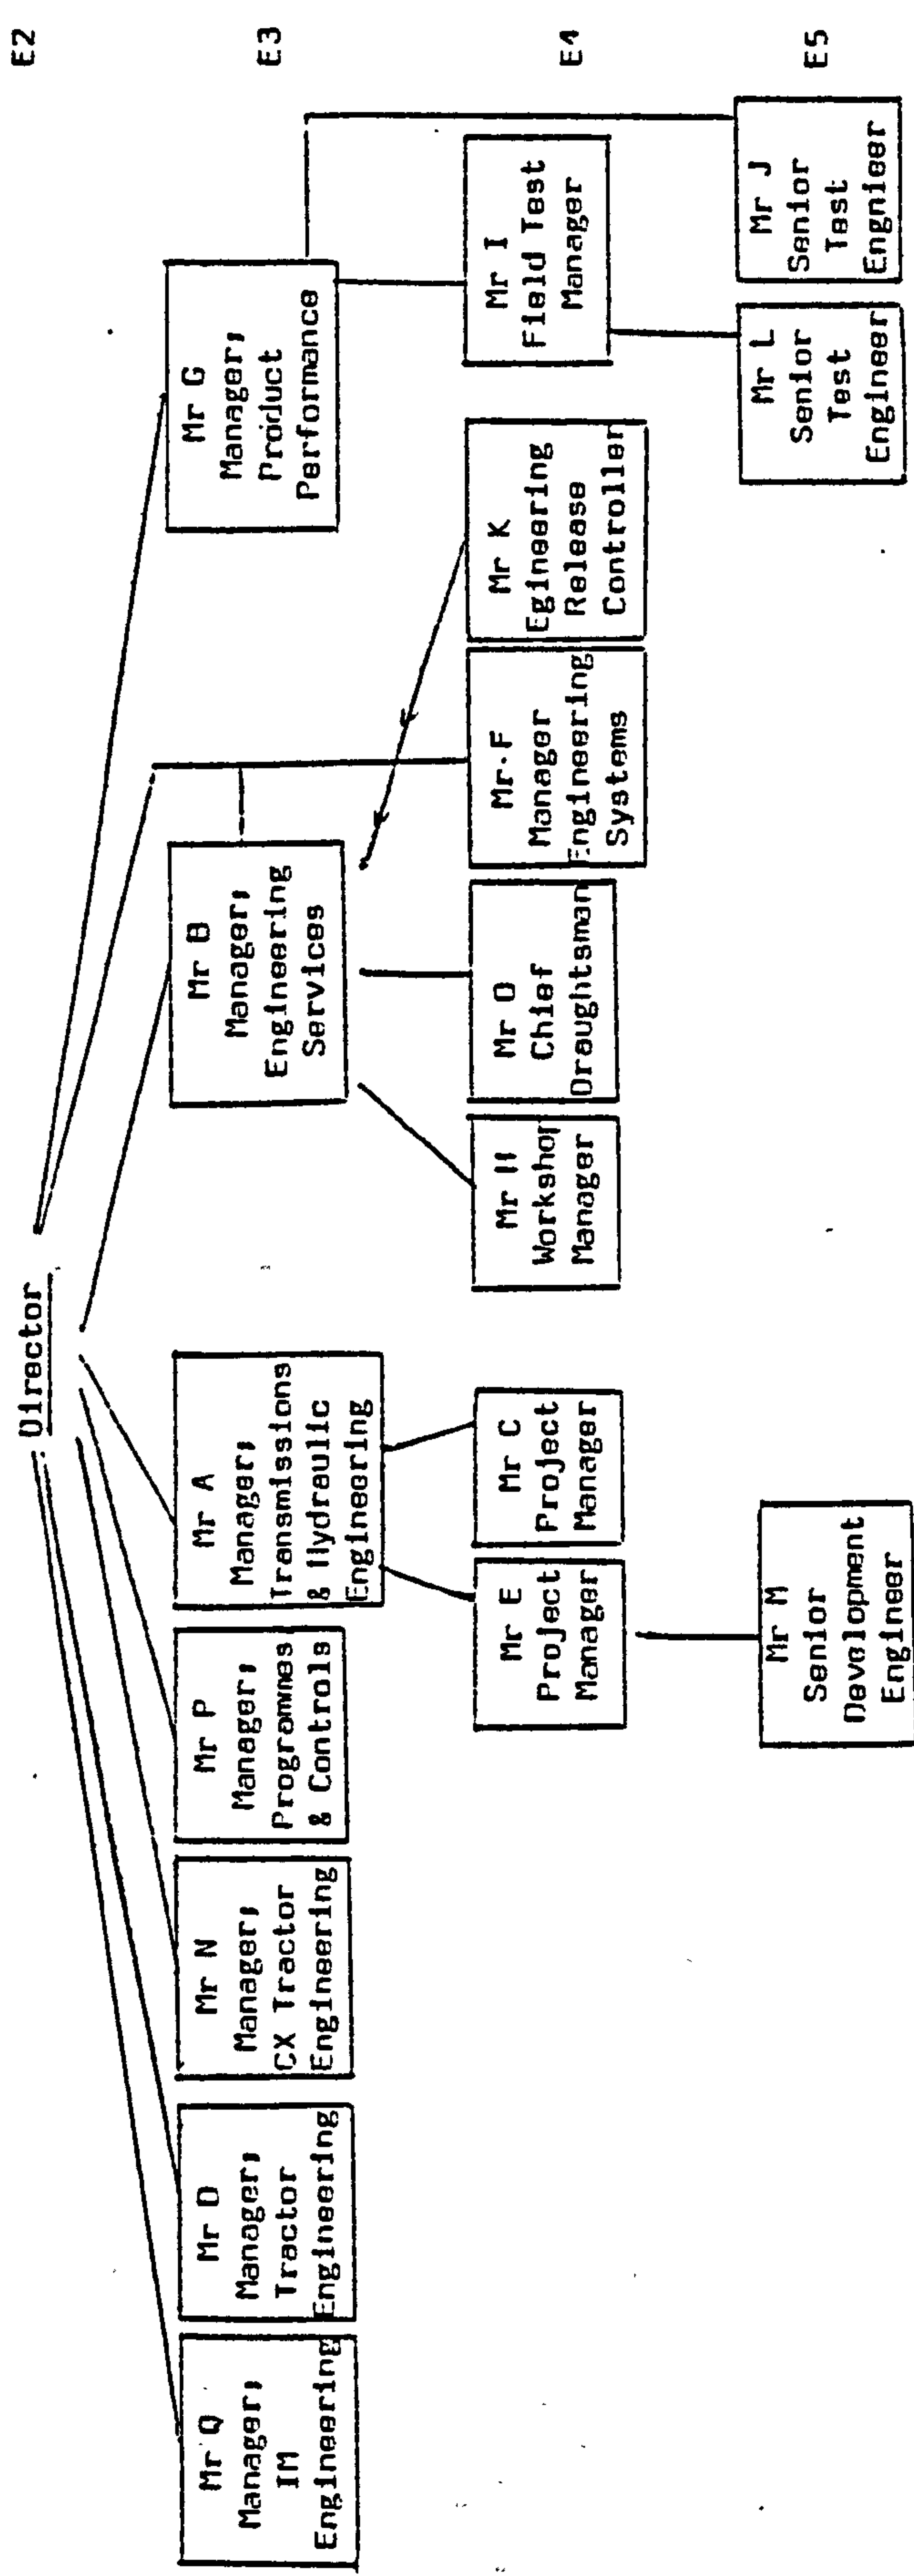 Director
E2
Mr Q
Manager;
IM
Engineering
Mr D
Manager;
Tractor
Engineering
Mr N
Manager;
CX Tractor
Engineering
Mr P
Manager;
Programmes
& Controls
Mr A
Manager;
Transmissions
& Hydraulic
Engineering
Mr B
Manager;
Engineering
Services
Mr G
Manager;
Product
Performance
E3
Mr E
Project
Manager
Mr C
Project
Manager
Mr H
Workshop
Manager
Mr O
Chief
Draughtsman
Mr F
Manager
Engineering
Systems
Mr K
Egineering
Release
Controller
Mr I
Field Test
Manager
E4
Mr M
Senior
Development
Engineer
Mr L
Senior
Test
Engineer
Mr J
Senior
Test
Engnieer
E5